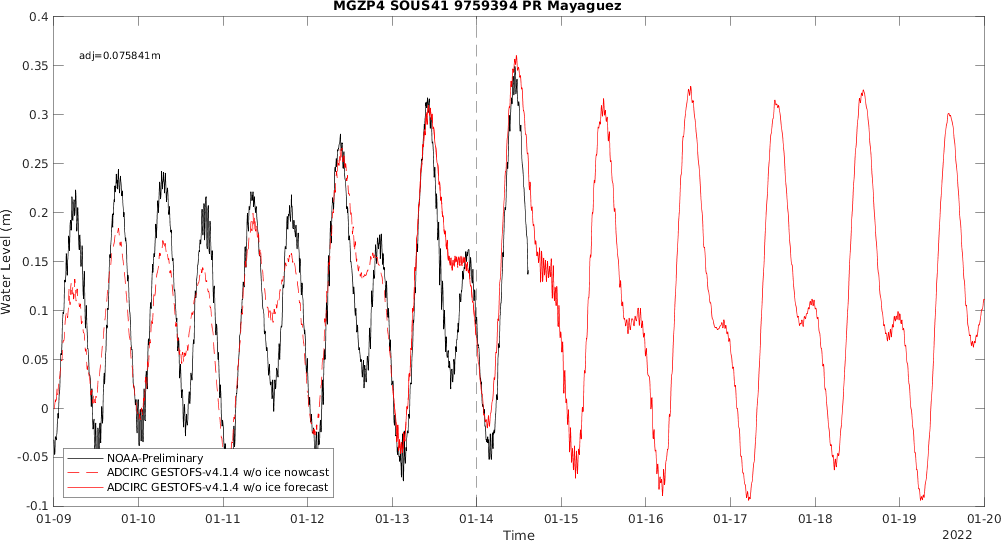 MGZP4 SOUS41 9759394 PR Mayaguez
adj=0.075841m
0.4
0.35
0.3
0.25
0.2
0.15
0.1
0.05
0
-0.05
-0.1
Water Level (m)
NOAA-Preliminary
ADCIRC GESTOFS-v4.1.4 w/o ice nowcast
ADCIRC GESTOFS-v4.1.4 w/o ice forecast
01-09 01-10 01-11 01-12 01-13 01-14 01-15 01-16 01-17 01-18 01-19 01-20
Time
2022